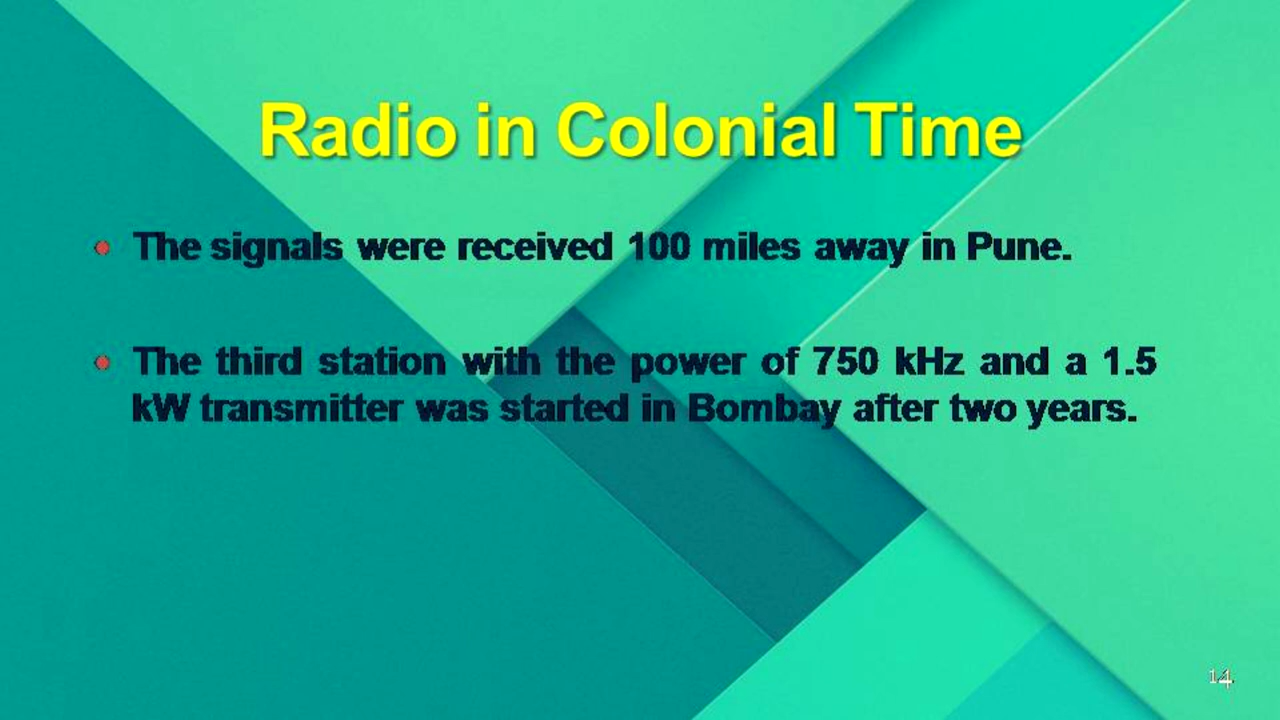 Radio in Colonial Time
• The signals were received 100 miles away in Pune.
• The third station with the power of 750 kHz and a 1.5
kW transmitter was started in Bombay after two years.
14